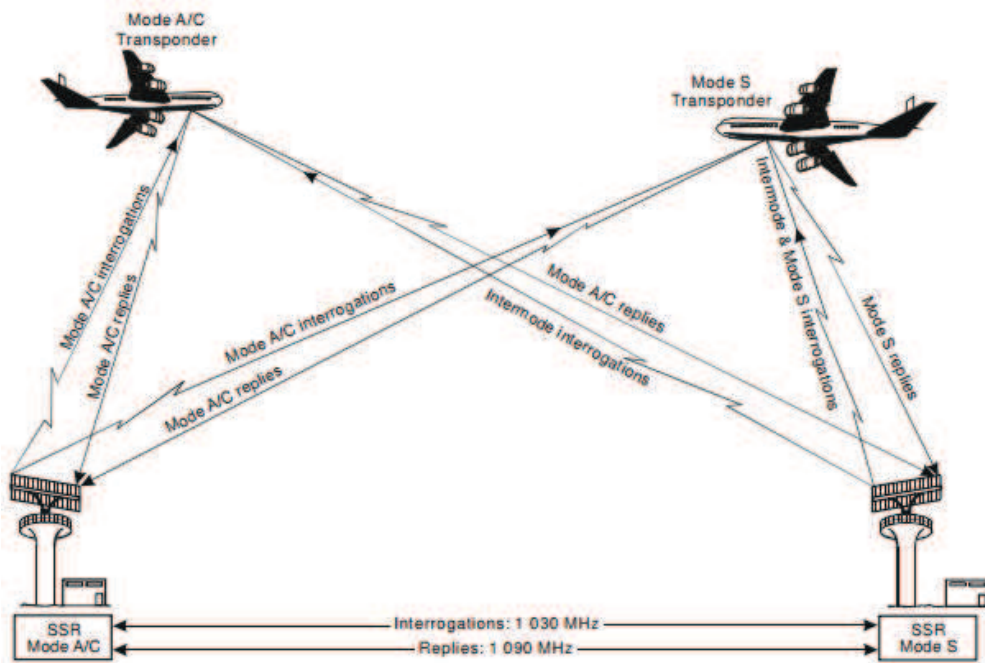 Mode A/C
Transponder
Mode S
Transponder
Mode A/C interrogations
Mode A/C replies
Mode A/C interrogations
Mode A/C replies
Mode A/C replies
Intermode interrogations
Intermode & Mode S interrogations
Mode S replies
SSR
Mode A/C
Interrogations: 1 030 MHz
Replies: 1 090 MHz
SSR
Mode S